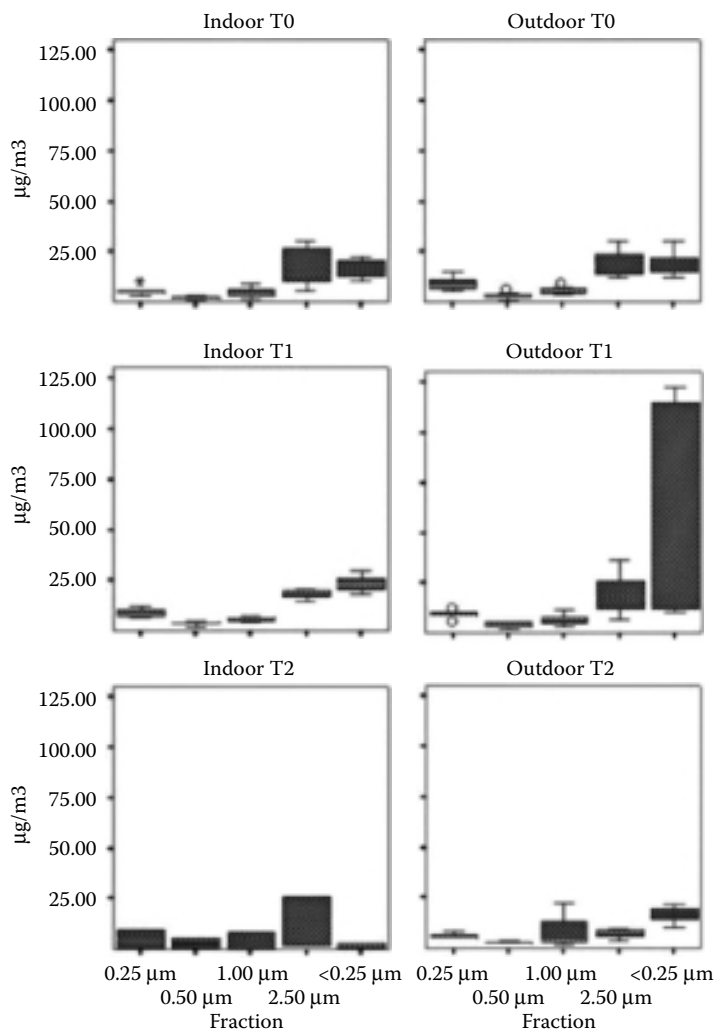 Indoor T0
Outdoor T0
125.00
100.00
75.00
50.00
25.00
µg/m3
Indoor T1
Outdoor T1
125.00
100.00
75.00
50.00
25.00
µg/m3
Indoor T2
Outdoor T2
125.00
100.00
75.00
50.00
25.00
µg/m3
0.25 µm 1.00 µm <0.25 µm 0.25 µm 1.00 µm <0.25 µm
0.50 µm 2.50 µm 0.50 µm 2.50 µm
Fraction Fraction